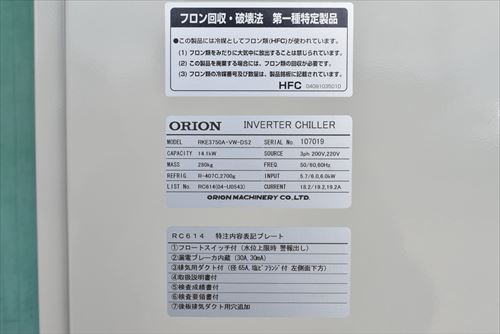 フロン回収・破壊法 第一種特定製品
●この製品には冷媒としてフロン類(HFC)が使われています。
(1) フロン類をみだりに大気中に放出することは禁じられています。
(2) この製品を廃棄する場合には、フロン類の回収が必要です。
(3) フロン類の冷媒番号及び数量は、製品銘板に記載されています。
HFC 04081035010
ORION INVERTER CHILLER
MODEL RKE3750A-VW-DS2 SERIAL No. 107019
CAPACITY 14.1kW SOURCE 3ph 200V,220V
MASS 280kg FREQ. 50/60,60Hz
REFRIG. R-407C,2700g INPUT 5.7/6.0,6.0kW
LIST No. RC614(04-U0543) CURRENT 18.2/19.2,19.2A
ORION MACHINERY CO.,LTD.
RC614 特注内容表記プレート
①フロートスイッチ付 (水位上限時 警報出し)
②漏電ブレーカ内蔵 (30A,30mA)
③排気用ダクト付 (径65A,塩ビフランジ付 左側面下方)
④取扱説明書付
⑤検査成績書付
⑥検査要領書付
⑦後板排気ダクト用穴追加